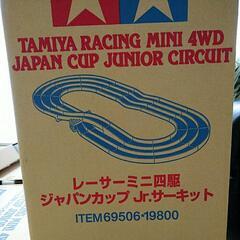 TAMIYA RACING MINI 4WD
JAPAN CUP JUNIOR CIRCUIT
レーサーミニ四駆
ジャパンカップ Jr.サーキット
ITEM69506・19800